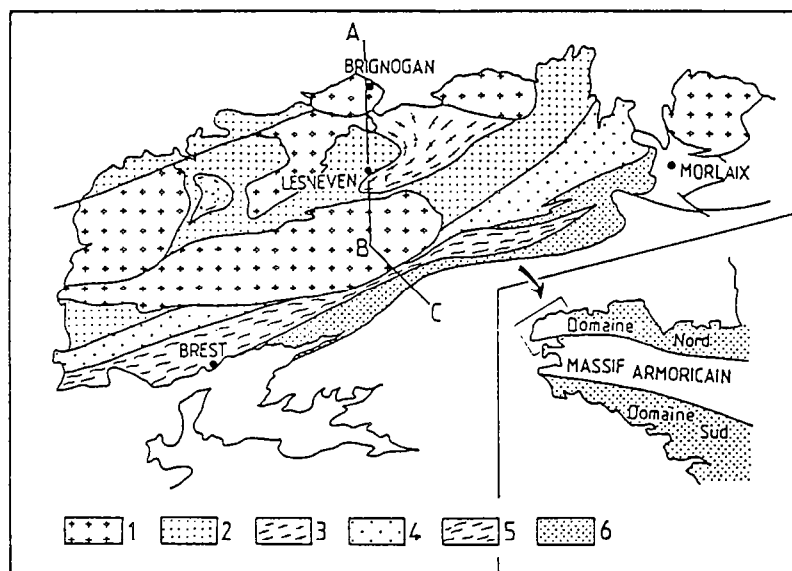 A
BRIGNOGAN
MORLAIX
LESNEVEN
B
C
BREST
Domaine
Nord
MASSIF ARMORICAIN
Domaine
Sud
1 2 3 4 5 6